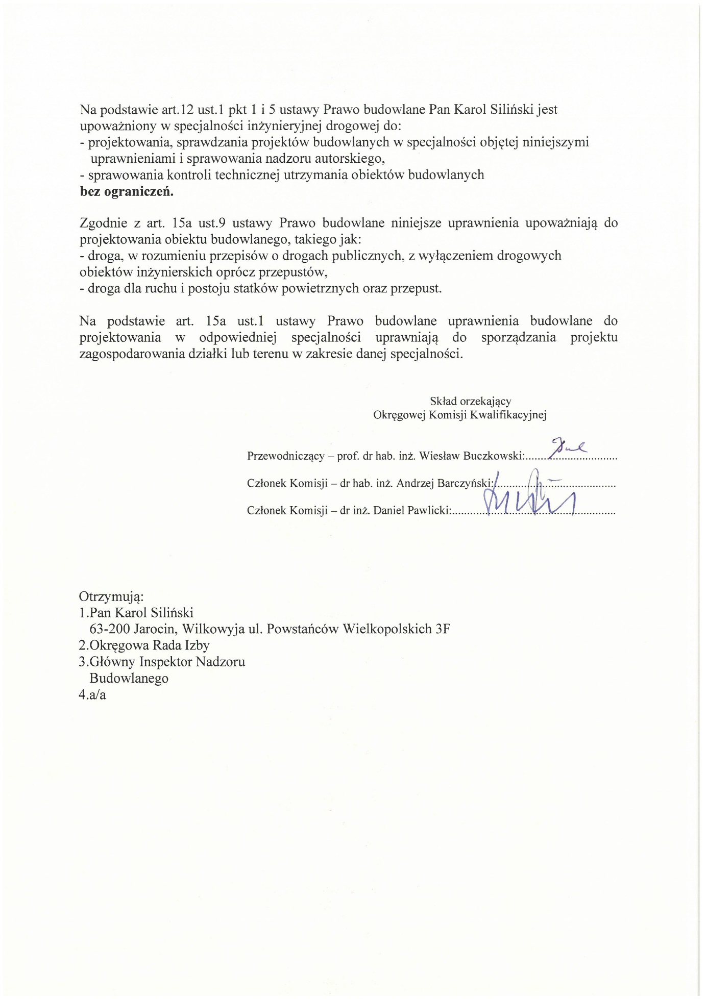 Na podstawie art.12 ust.1 pkt 1 i 5 ustawy Prawo budowlane Pan Karol Siliński jest
upoważniony w specjalności inżynieryjnej drogowej do:
- projektowania, sprawdzania projektów budowlanych w specjalności objętej niniejszymi
uprawnieniami i sprawowania nadzoru autorskiego,
- sprawowania kontroli technicznej utrzymania obiektów budowlanych
bez ograniczeń.
Zgodnie z art. 15a ust.9 ustawy Prawo budowlane niniejsze uprawnienia upoważniają do
projektowania obiektu budowlanego, takiego jak:
- droga, w rozumieniu przepisów o drogach publicznych, z wyłączeniem drogowych
obiektów inżynierskich oprócz przepustów,
- droga dla ruchu i postoju statków powietrznych oraz przepust.
Na podstawie art. 15a ust.1 ustawy Prawo budowlane uprawnienia budowlane do
projektowania w odpowiedniej specjalności uprawniają do sporządzania projektu
zagospodarowania działki lub terenu w zakresie danej specjalności.
Skład orzekający
Okręgowej Komisji Kwalifikacyjnej
Przewodniczący – prof. dr hab. inż. Wiesław Buczkowski:...............................
Członek Komisji – dr hab. inż. Andrzej Barczyński:.........................................
Członek Komisji – dr inż. Daniel Pawlicki:.......................................................
Otrzymują:
1.Pan Karol Siliński
63-200 Jarocin, Wilkowyja ul. Powstańców Wielkopolskich 3F
2.Okręgowa Rada Izby
3.Główny Inspektor Nadzoru
Budowlanego
4.a/a